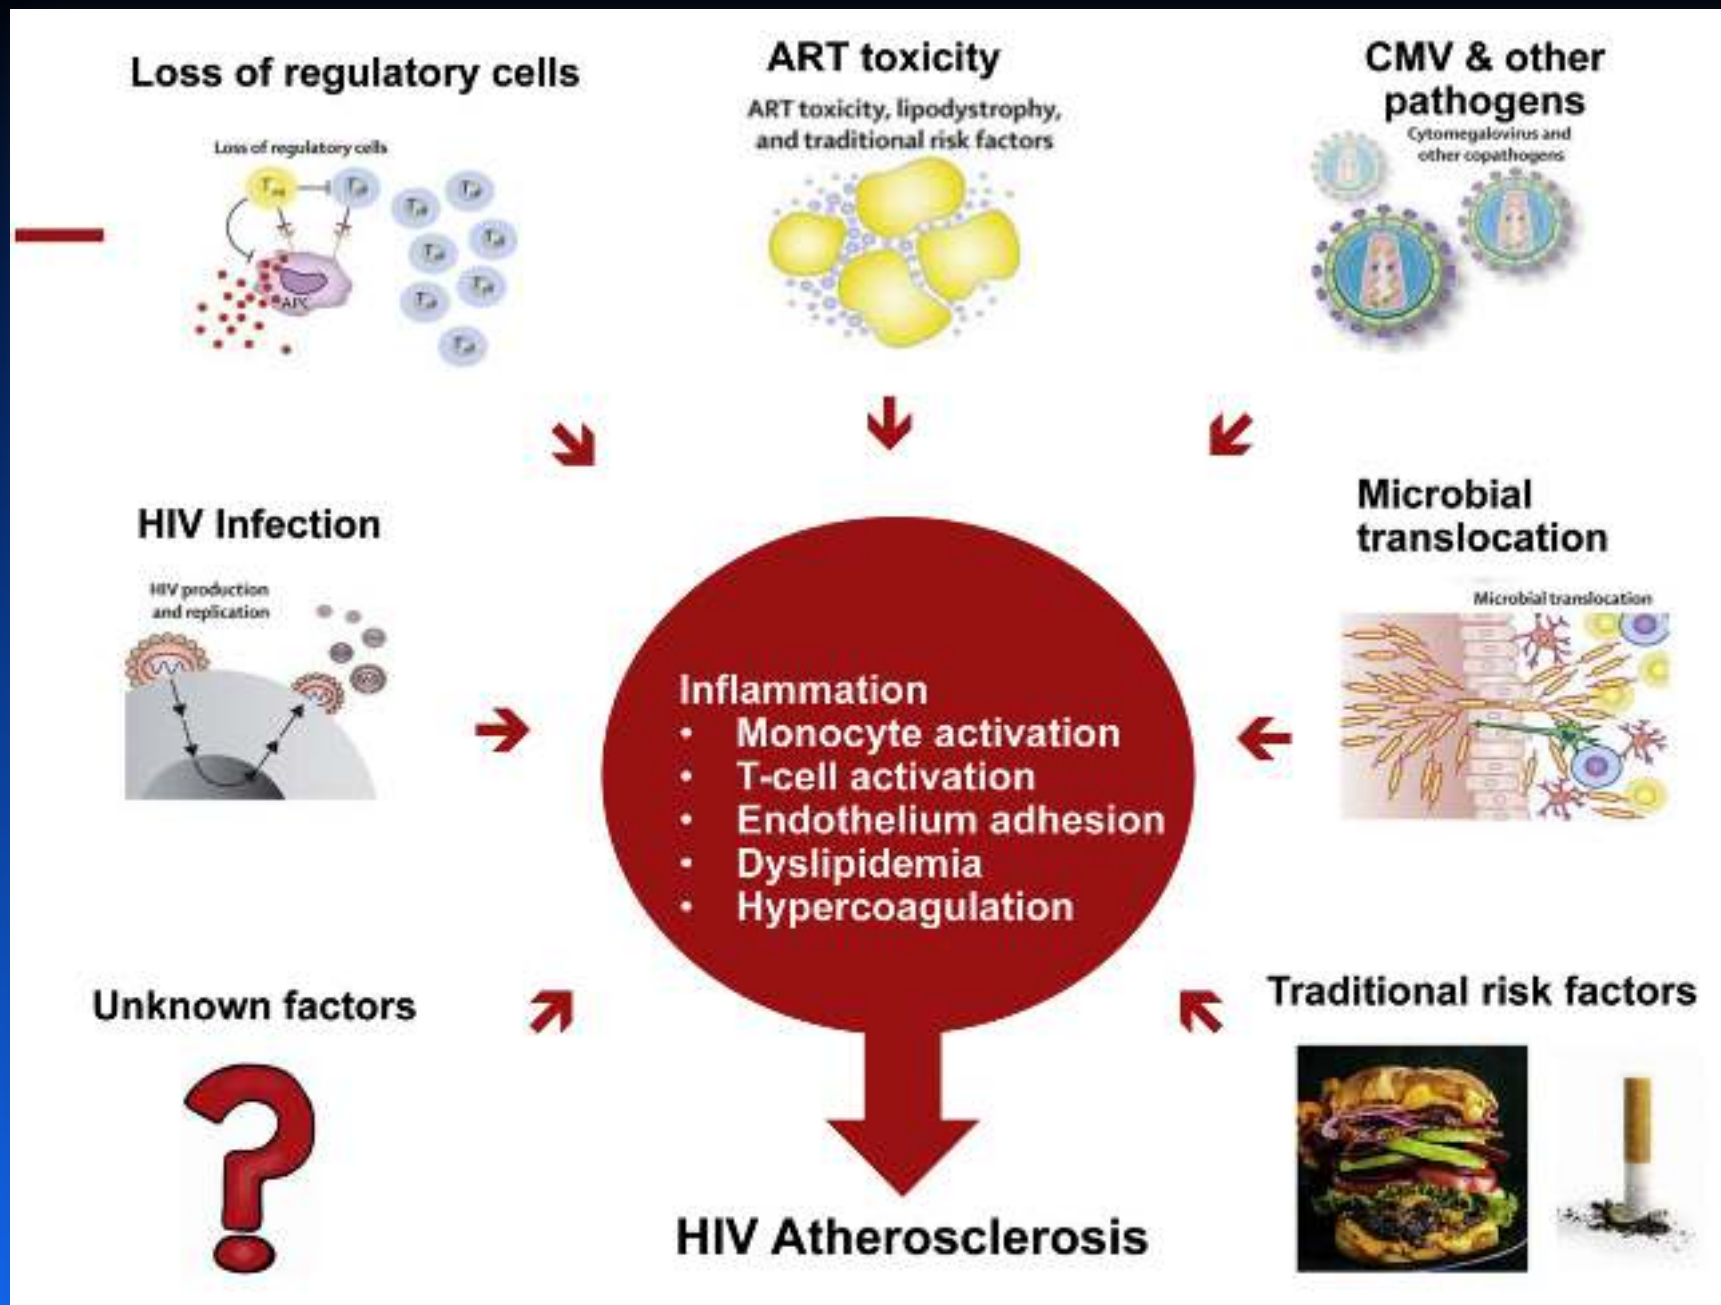 Loss of regulatory cells
Loss of regulatory cells
APC
ART toxicity
ART toxicity, lipodystrophy,
and traditional risk factors
CMV & other
pathogens
Cytomegalovirus and
other copathogens
HIV Infection
HIV production
and replication
Inflammation
• Monocyte activation
• T-cell activation
• Endothelium adhesion
• Dyslipidemia
• Hypercoagulation
Microbial
translocation
Microbial translocation
Unknown factors
?
Traditional risk factors
HIV Atherosclerosis